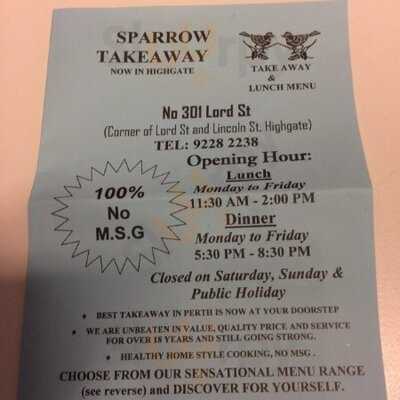 SPARROW
TAKEAWAY
NOW IN HIGHGATE
TAKE AWAY
&
LUNCH MENU
No 301 Lord St
(Corner of Lord St and Lincoln St, Highgate)
TEL: 9228 2238
Opening Hour:
Lunch
Monday to Friday
11:30 AM - 2:00 PM
Dinner
Monday to Friday
5:30 PM - 8:30 PM
100%
No
M.S.G
Closed on Saturday, Sunday &
Public Holiday
BEST TAKEAWAY IN PERTH IS NOW AT YOUR DOORSTEP
WE ARE UNBEATEN IN VALUE, QUALITY PRICE AND SERVICE
FOR OVER 18 YEARS AND STILL GOING STRONG.
HEALTHY HOME STYLE COOKING, NO MSG .
CHOOSE FROM OUR SENSATIONAL MENU RANGE
(see reverse) and DISCOVER FOR YOURSELF.